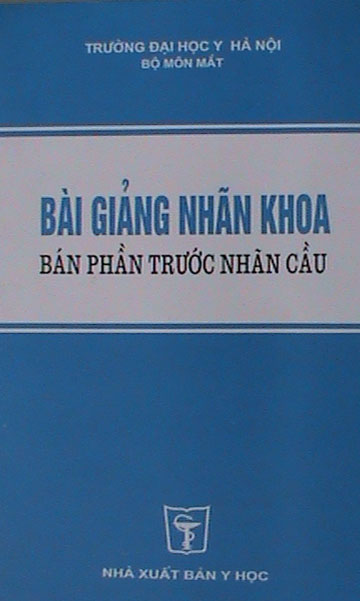 TRƯỜNG ĐẠI HỌC Y HÀ NỘI
BỘ MÔN MẮT
BÀI GIẢNG NHÃN KHOA
BÁN PHẦN TRƯỚC NHÃN CẦU
NHÀ XUẤT BẢN Y HỌC